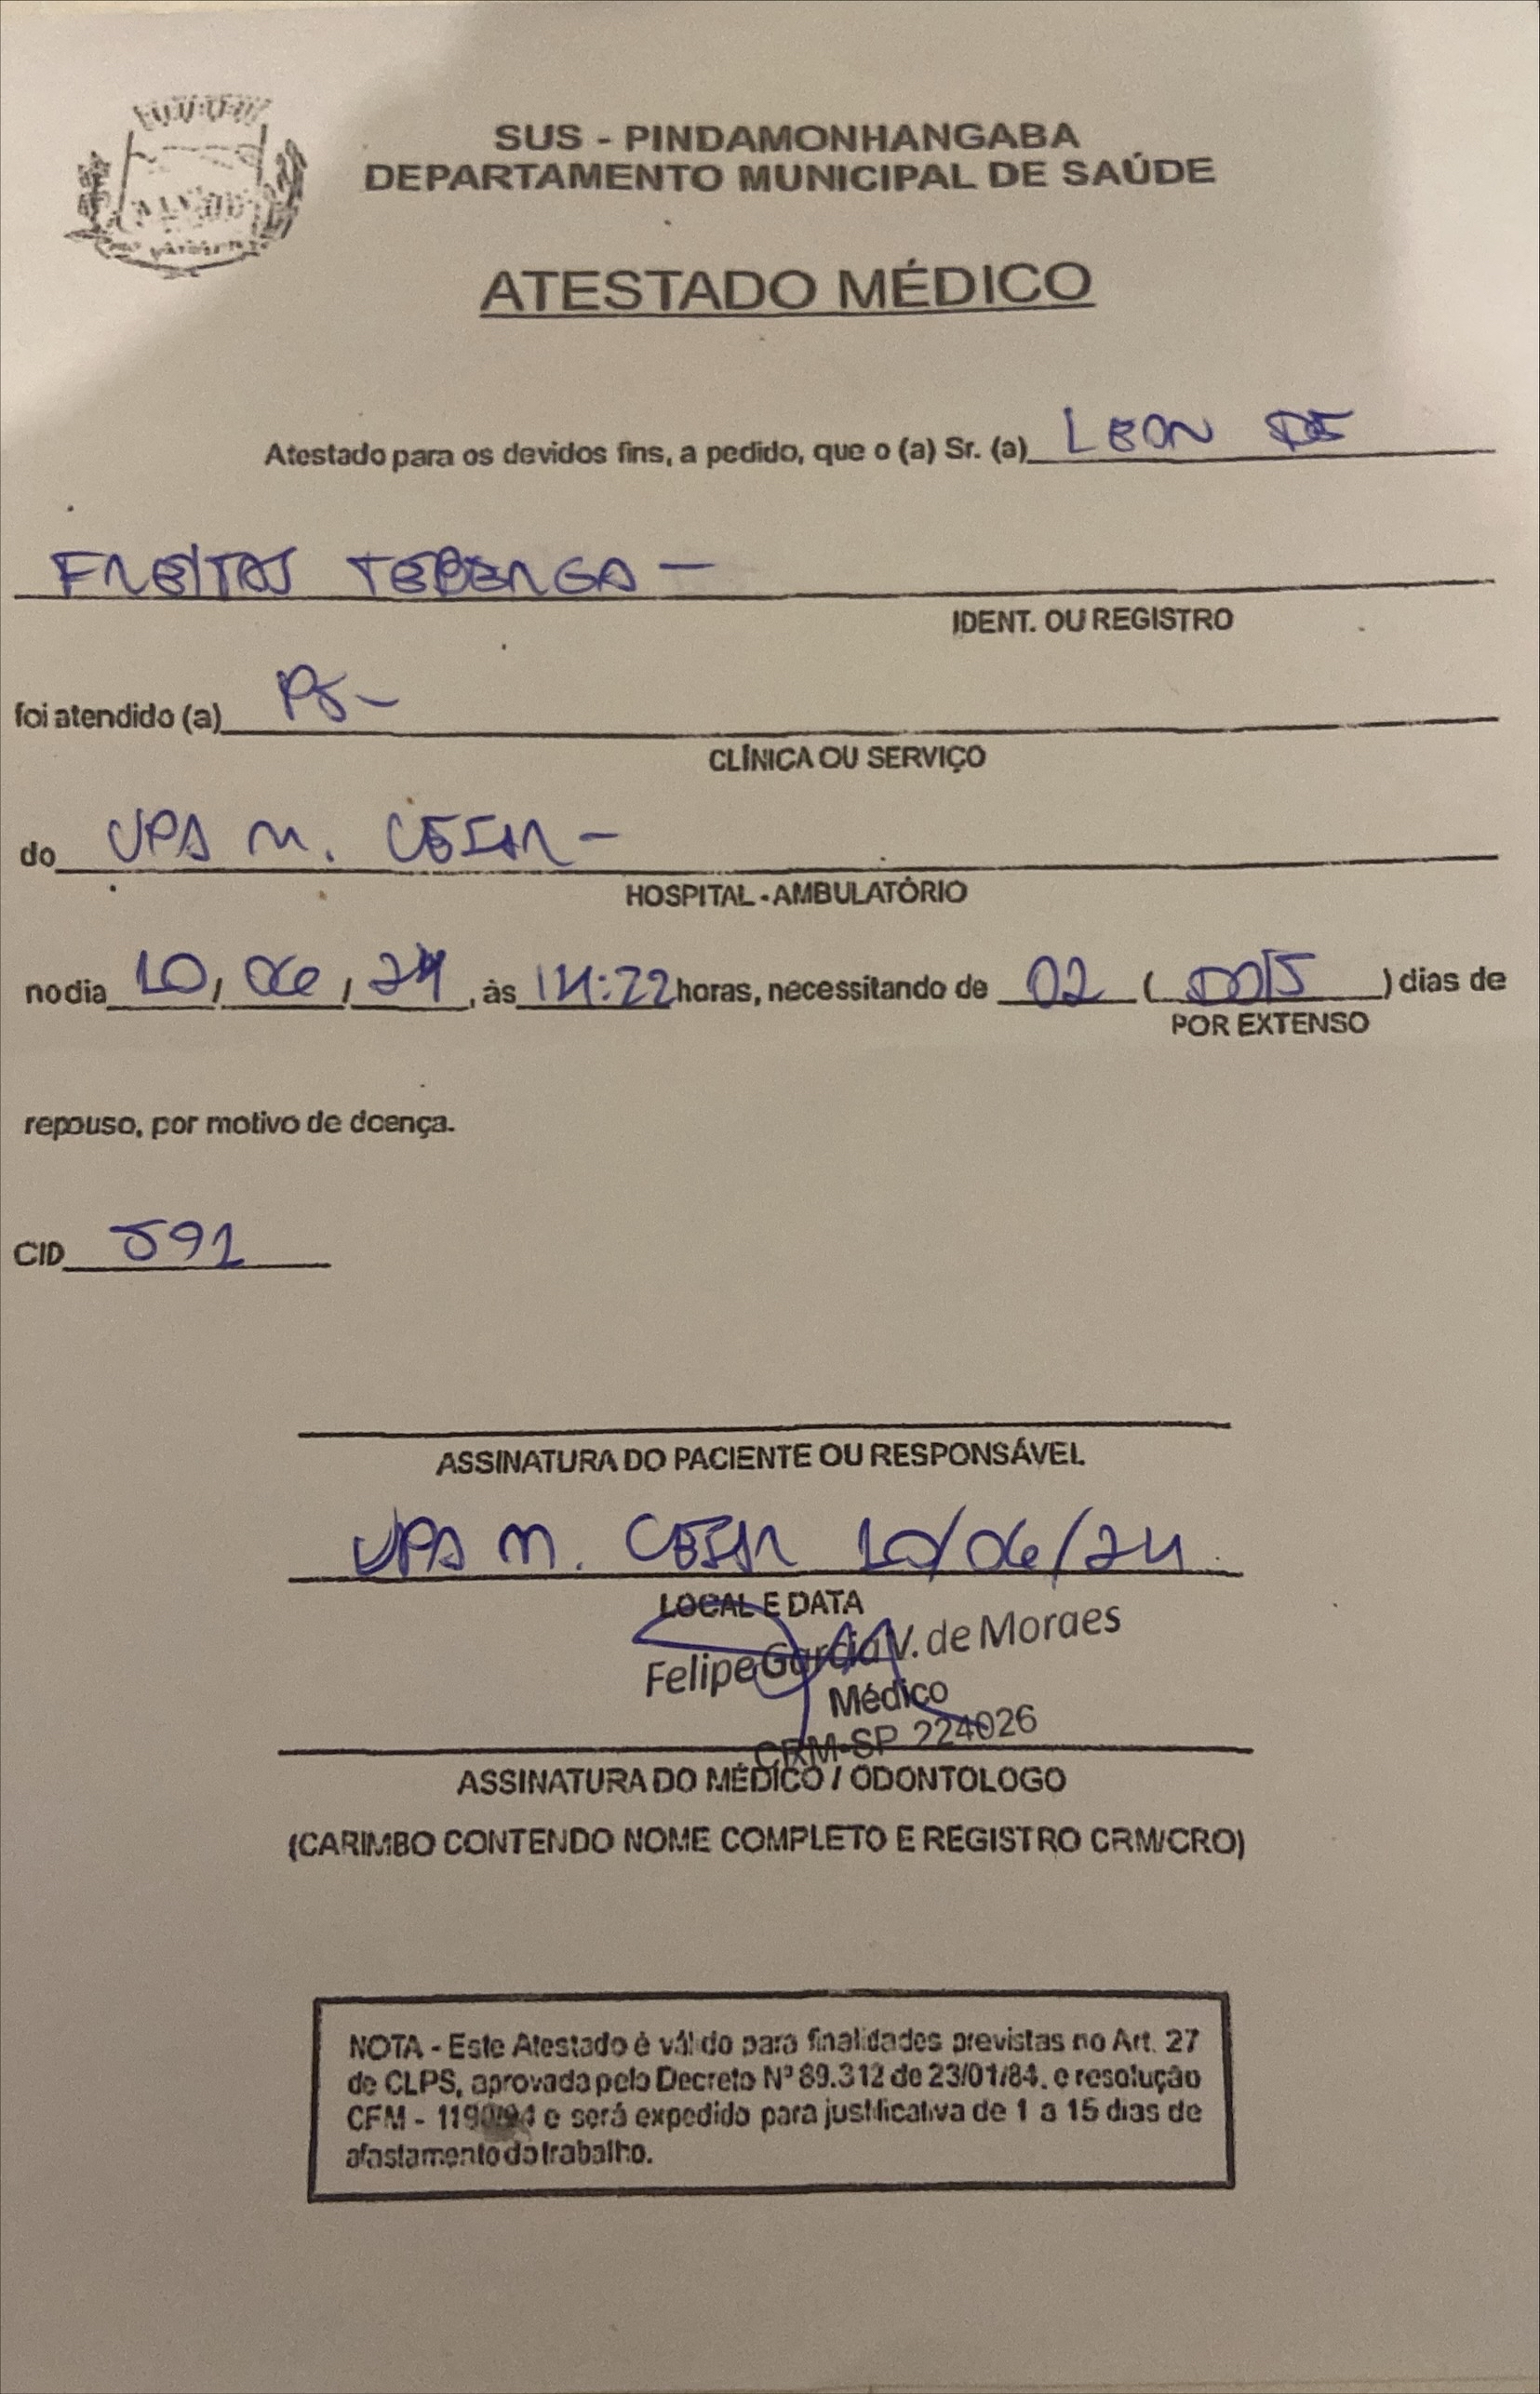 SUS - PINDAMONHANGABA
DEPARTAMENTO MUNICIPAL DE SAÚDE
ATESTADO MÉDICO
Atestado para os devidos fins, a pedido, que o (a) Sr. (a) LEON DE
FREITAS TEBERGA -
IDENT. OU REGISTRO
foi atendido (a) PS -
CLÍNICA OU SERVIÇO
do UPA M. CESAR -
HOSPITAL - AMBULATÓRIO
no dia 10, 06, 24, às 14:22 horas, necessitando de 02 ( DOIS ) dias de
POR EXTENSO
repouso, por motivo de doença.
CID 591
ASSINATURA DO PACIENTE OU RESPONSÁVEL
UPA M. CESAR 10/06/24.
LOCAL E DATA
Felipe Garcia V. de Moraes
Médico
CRM-SP 224026
ASSINATURA DO MÉDICO / ODONTOLOGO
(CARIMBO CONTENDO NOME COMPLETO E REGISTRO CRM/CRO)
NOTA - Este Atestado é válido para finalidades previstas no Art. 27
de CLPS, aprovada pelo Decreto Nº 89.312 de 23/01/84. e resolução
CFM - e será expedido para justificativa de 1 a 15 dias de
afastamento do trabalho.